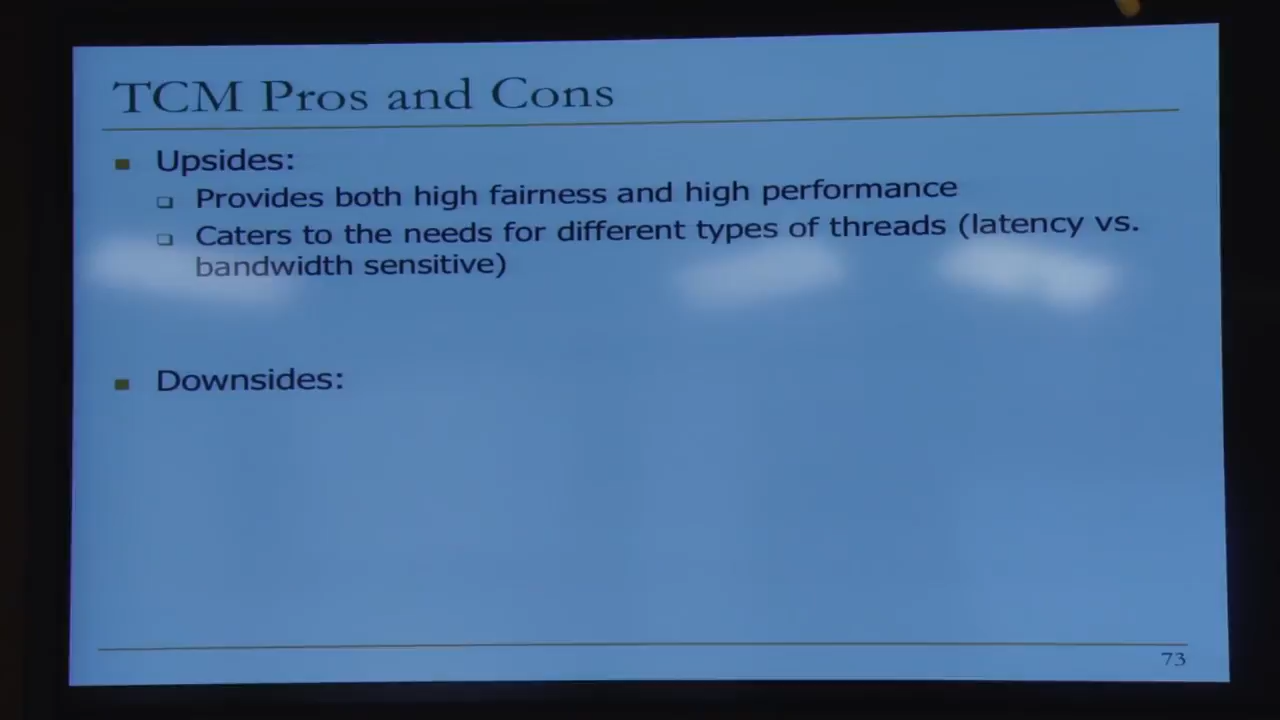 TCM Pros and Cons
Upsides:
Provides both high fairness and high performance
Caters to the needs for different types of threads (latency vs.
bandwidth sensitive)
Downsides:
73